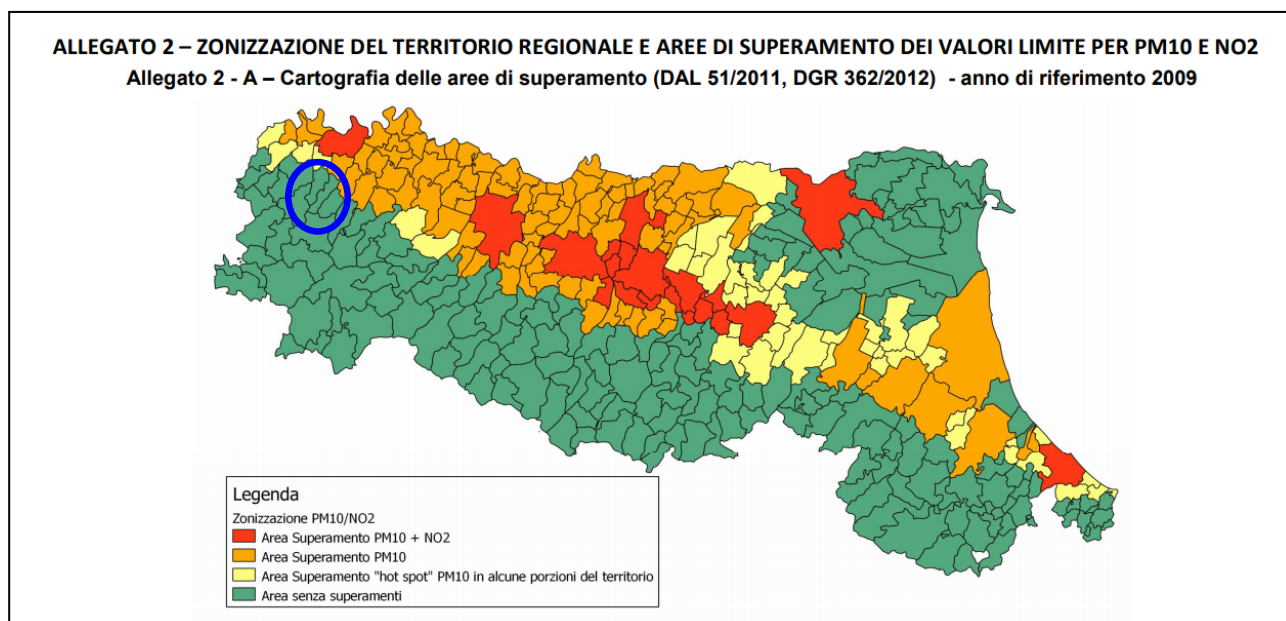 ALLEGATO 2 – ZONIZZAZIONE DEL TERRITORIO REGIONALE E AREE DI SUPERAMENTO DEI VALORI LIMITE PER PM10 E NO2
Allegato 2 - A – Cartografia delle aree di superamento (DAL 51/2011, DGR 362/2012) - anno di riferimento 2009
Legenda
Zonizzazione PM10/NO2
Area Superamento PM10 + NO2
Area Superamento PM10
Area Superamento "hot spot" PM10 in alcune porzioni del territorio
Area senza superamenti